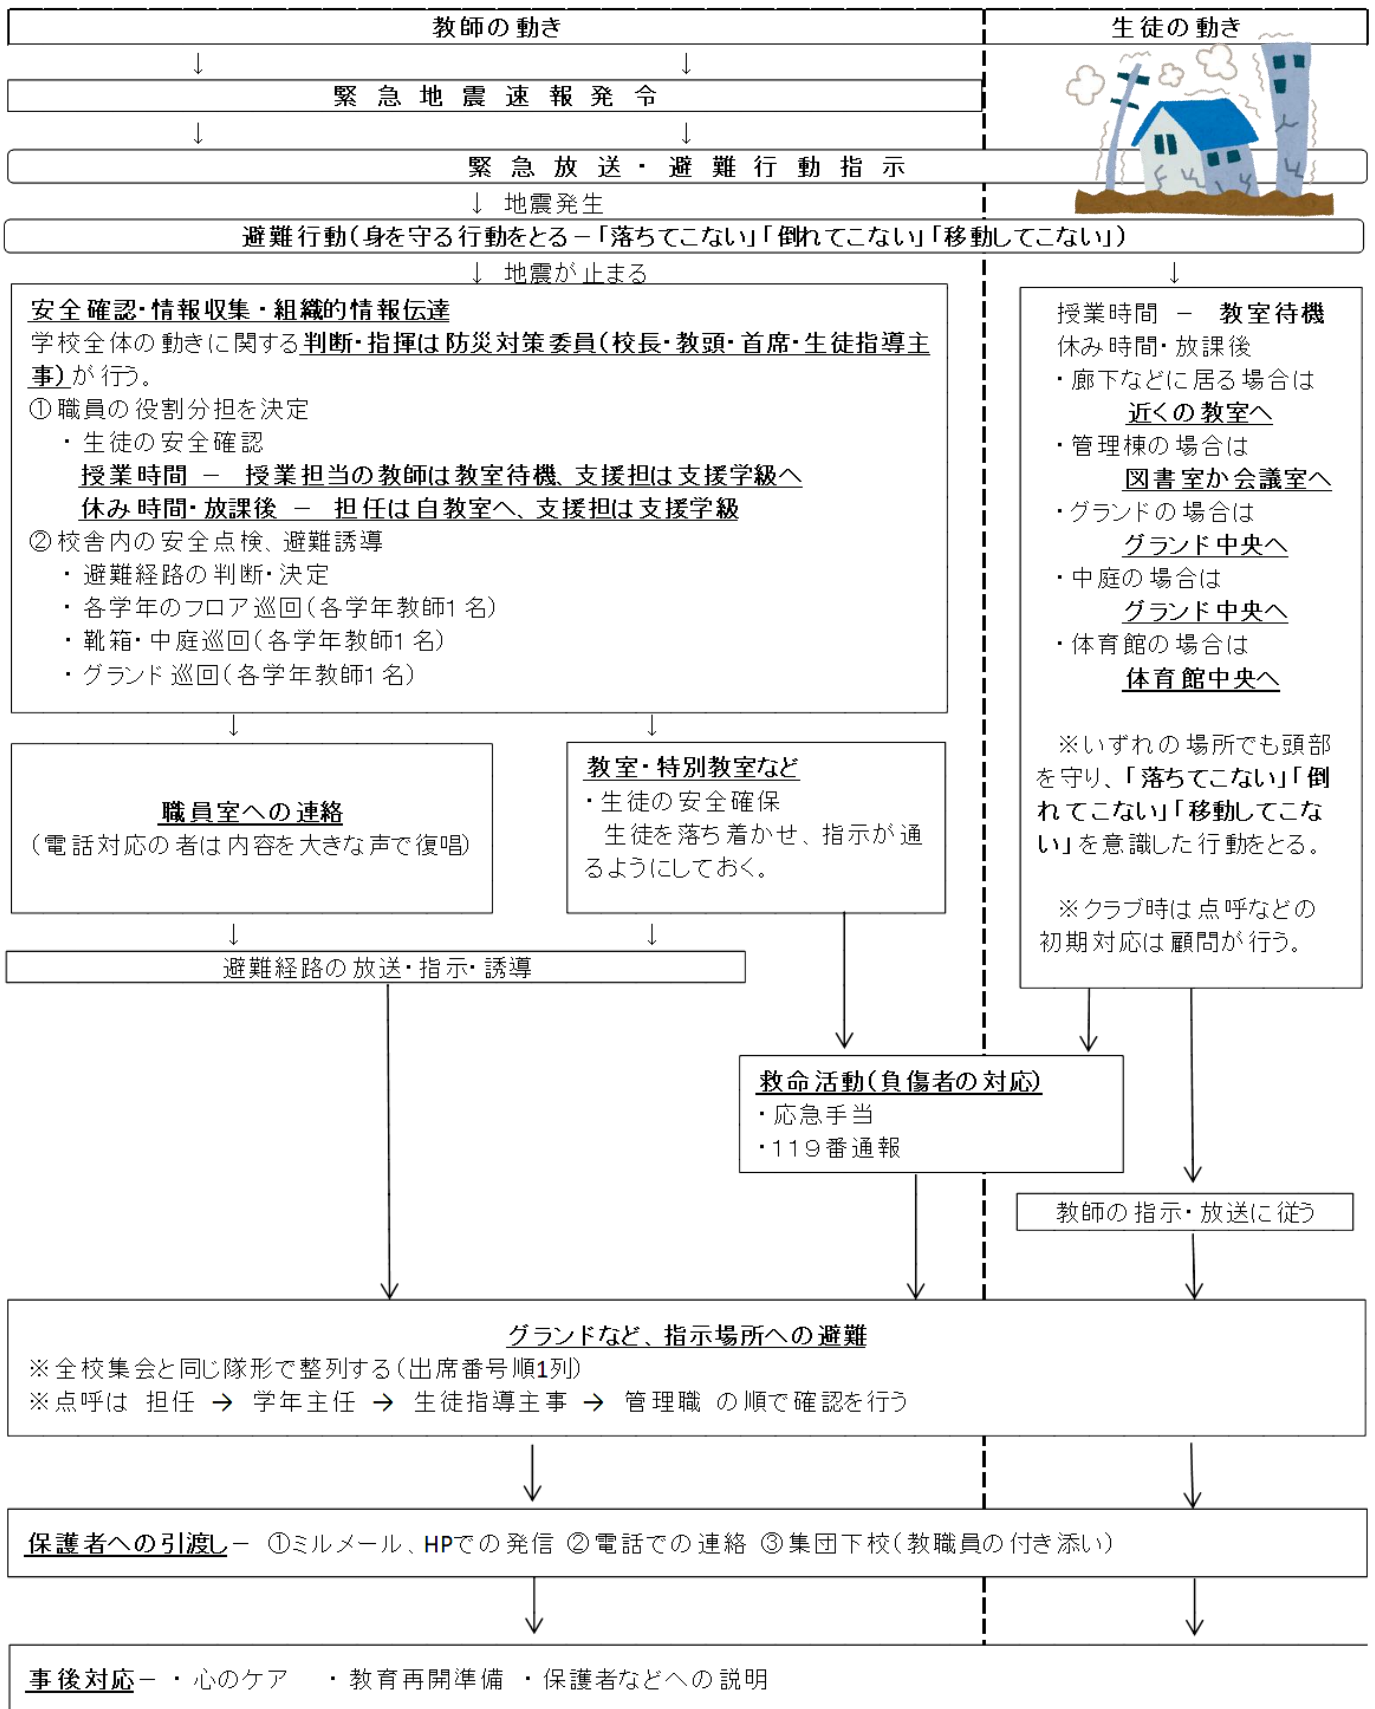 教師の動き
生徒の動き
↓ ↓
緊急地震速報発令
↓ ↓
緊急放送・避難行動指示
↓ 地震発生
避難行動(身を守る行動をとる－「落ちてこない」「倒れてこない」「移動してこない」)
↓ 地震が止まる
↓
安全確認・情報収集・組織的情報伝達
学校全体の動きに関する判断・指揮は防災対策委員(校長・教頭・首席・生徒指導主
事)が行う。
①職員の役割分担を決定
・生徒の安全確認
授業時間 － 授業担当の教師は教室待機、支援担は支援学級へ
休み時間・放課後 － 担任は自教室へ、支援担は支援学級
②校舎内の安全点検、避難誘導
・避難経路の判断・決定
・各学年のフロア巡回(各学年教師1名)
・靴箱・中庭巡回(各学年教師1名)
・グランド巡回(各学年教師1名)
授業時間 － 教室待機
休み時間・放課後
・廊下などに居る場合は
近くの教室へ
・管理棟の場合は
図書室か会議室へ
・グランドの場合は
グランド中央へ
・中庭の場合は
グランド中央へ
・体育館の場合は
体育館中央へ
※いずれの場所でも頭部
を守り、「落ちてこない」「倒
れてこない」「移動してこな
い」を意識した行動をとる。
※クラブ時は点呼などの
初期対応は顧問が行う。
↓ ↓
職員室への連絡
(電話対応の者は内容を大きな声で復唱)
教室・特別教室など
・生徒の安全確保
生徒を落ち着かせ、指示が通
るようにしておく。
↓ ↓
避難経路の放送・指示・誘導
救命活動(負傷者の対応)
・応急手当
・119番通報
教師の指示・放送に従う
グランドなど、指示場所への避難
※全校集会と同じ隊形で整列する(出席番号順1列)
※点呼は 担任 → 学年主任 → 生徒指導主事 → 管理職 の順で確認を行う
保護者への引渡し－ ①ミルメール、HPでの発信 ②電話での連絡 ③集団下校(教職員の付き添い)
事後対応－ ・心のケア ・教育再開準備 ・保護者などへの説明